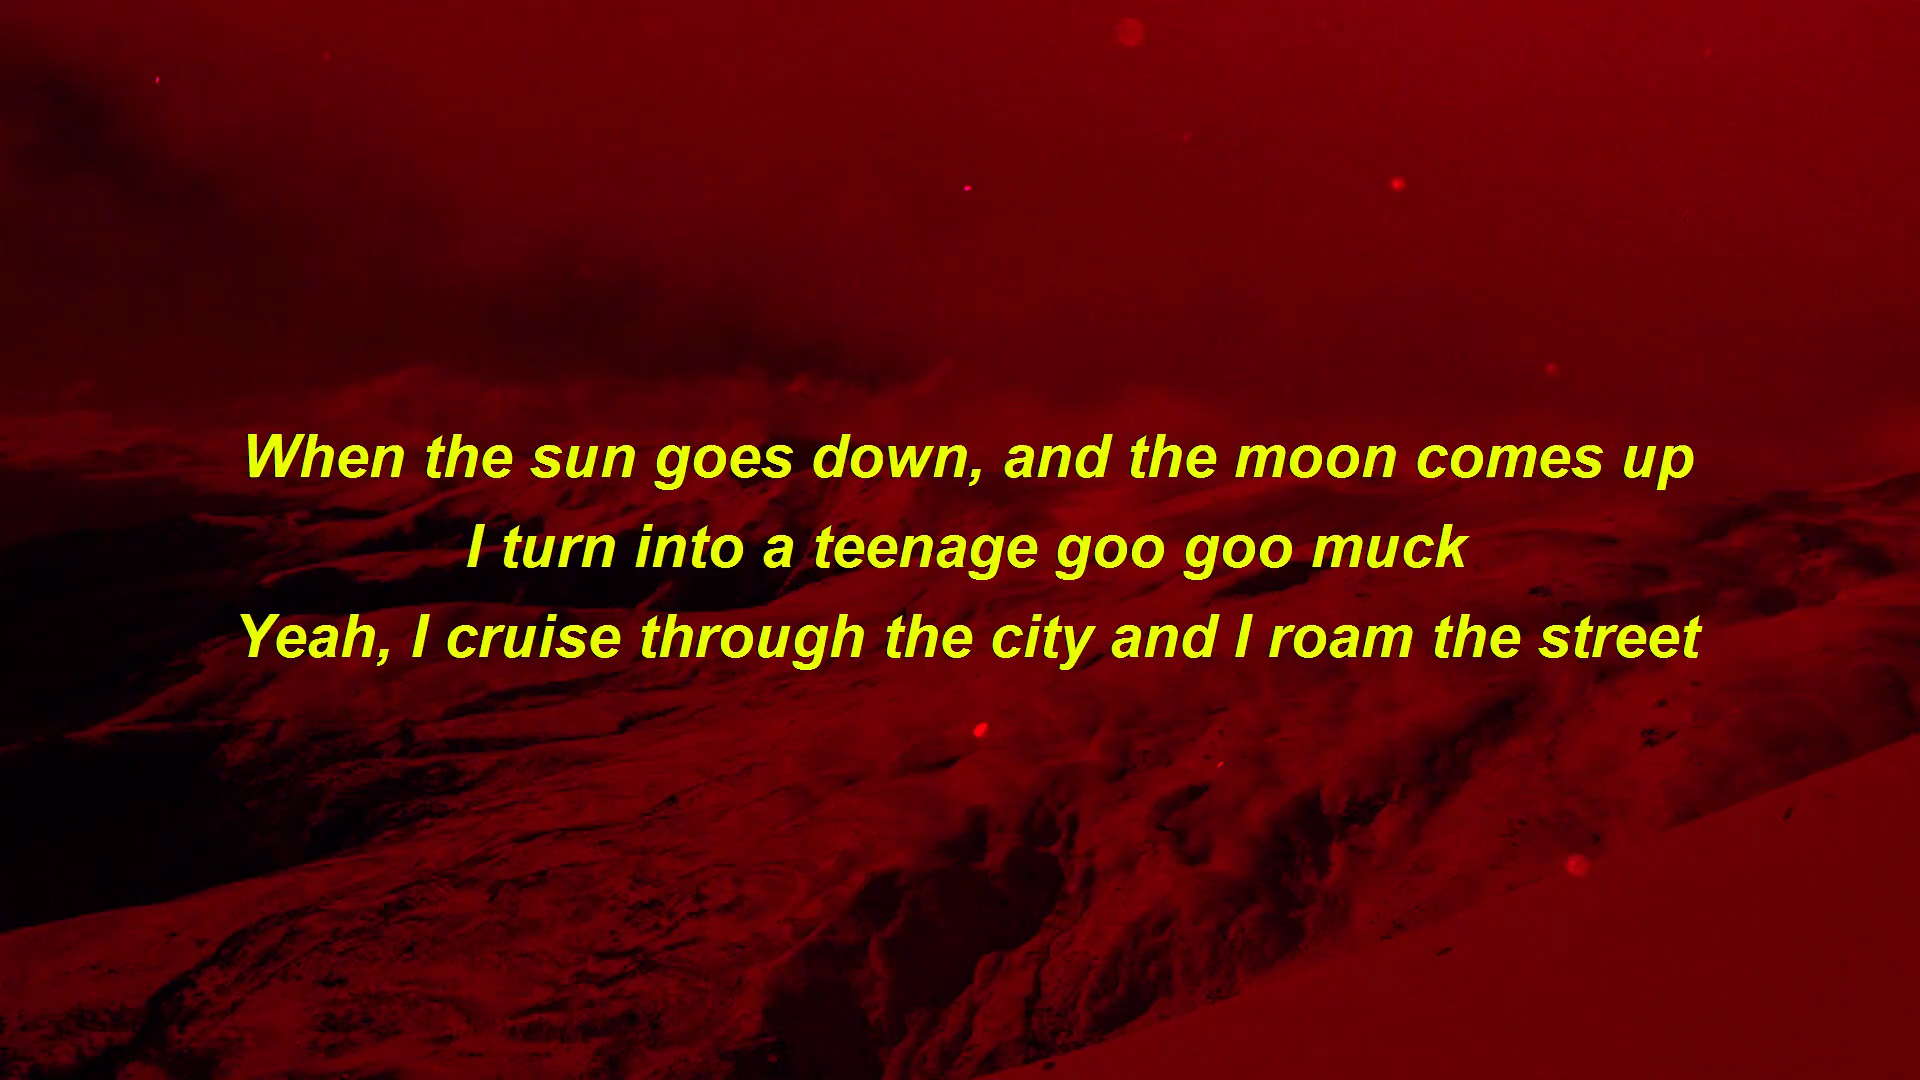 When the sun goes down, and the moon comes up
I turn into a teenage goo goo muck
Yeah, I cruise through the city and I roam the street